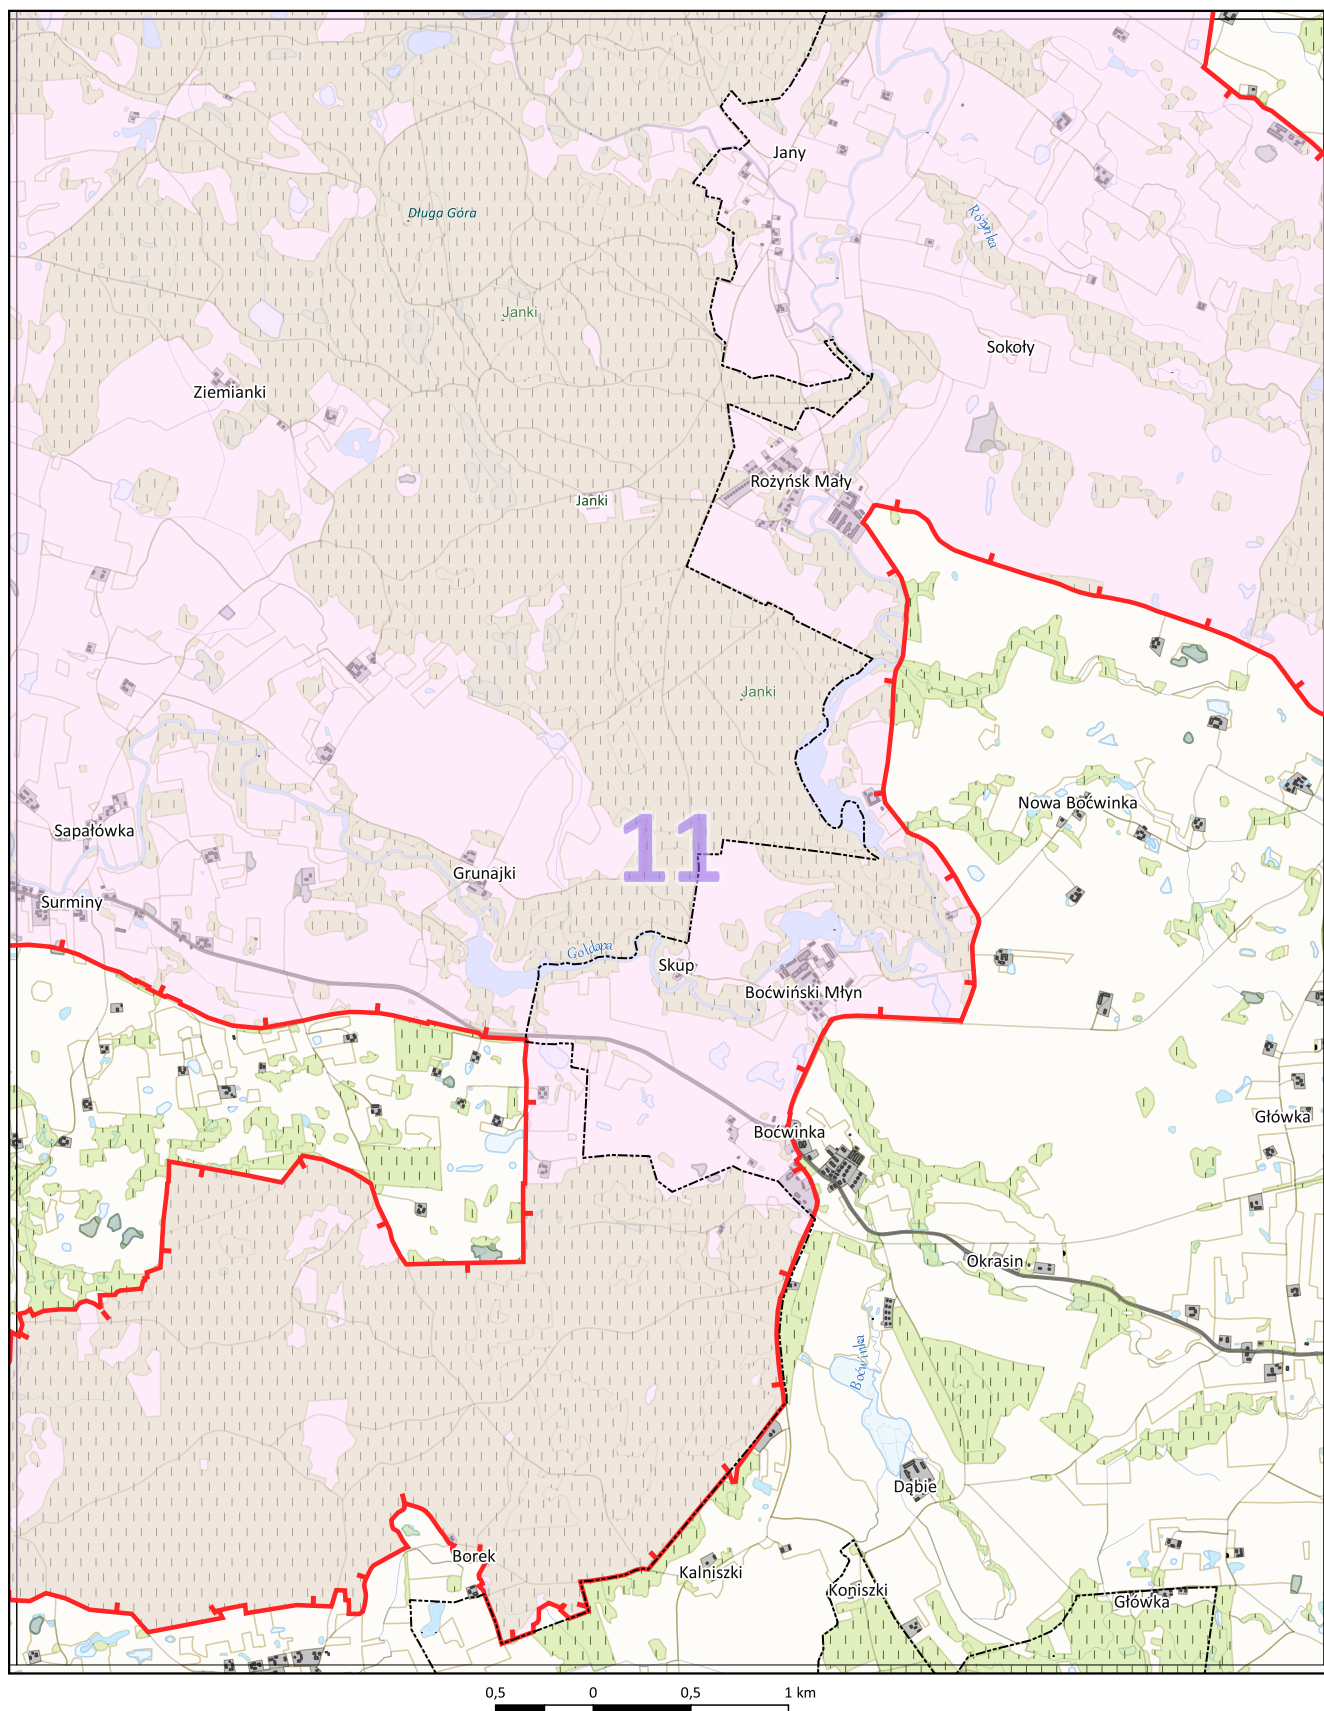 Jany
Długa Góra
Różynka
Janki
Sokoły
Ziemianki
Rożyńsk Mały
Janki
Janki
Nowa Boćwinka
Sapałówka
11
Grunajki
Surminy
Gołdapa
Skup
Boćwiński Młyn
Główka
Boćwinka
Okrasin
Boćwinka
Dąbie
Borek
Kalniszki
Koniszki
Główka
0,5 0 0,5 1 km